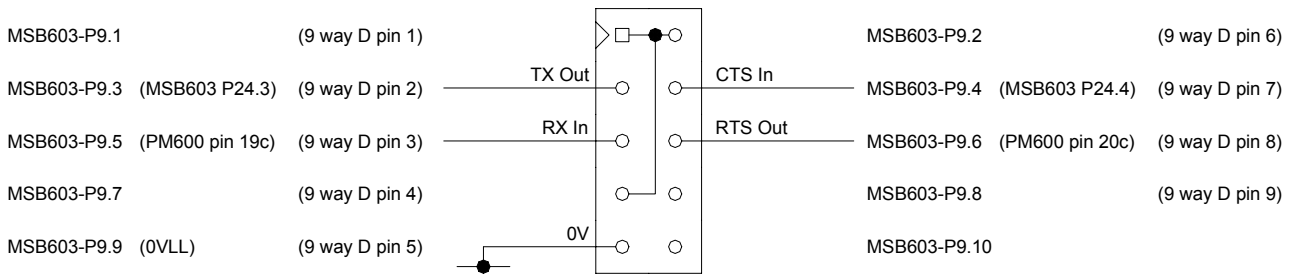 MSB603-P9.1 (9 way D pin 1) MSB603-P9.2 (9 way D pin 6)
MSB603-P9.3 (MSB603 P24.3) (9 way D pin 2) TX Out CTS In MSB603-P9.4 (MSB603 P24.4) (9 way D pin 7)
MSB603-P9.5 (PM600 pin 19c) (9 way D pin 3) RX In RTS Out MSB603-P9.6 (PM600 pin 20c) (9 way D pin 8)
MSB603-P9.7 (9 way D pin 4) MSB603-P9.8 (9 way D pin 9)
MSB603-P9.9 (0VLL) (9 way D pin 5) 0V MSB603-P9.10